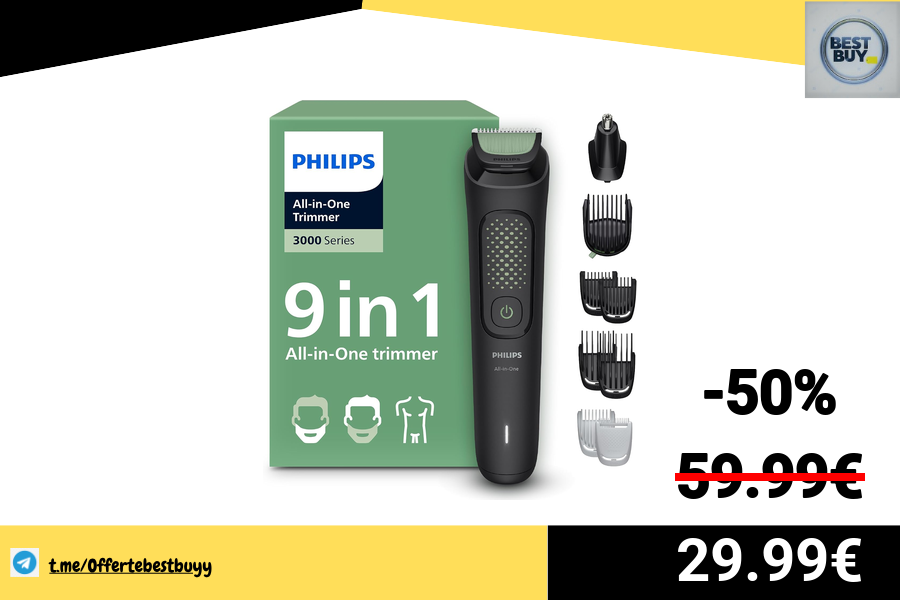 BEST
BUY
PHILIPS
All-in-One
Trimmer
3000 Series
9 in 1
All-in-One trimmer
PHILIPS
PHILIPS
All-in-One
-50%
59.99€
t.me/Offertebestbuyy
29.99€